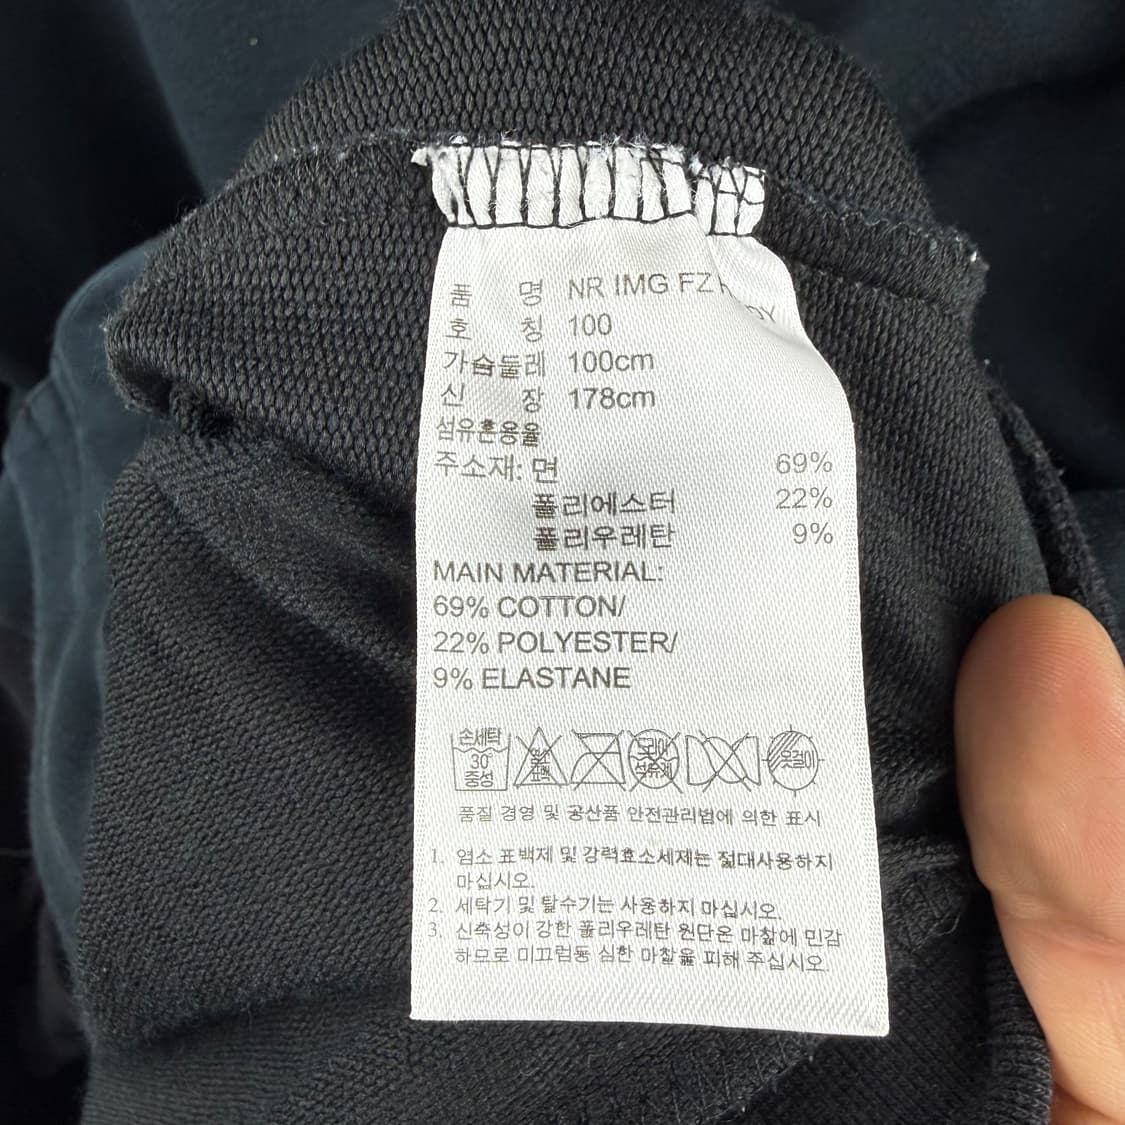 품 명 NR IMG FZ
호 칭 100
가슴둘레 100cm
신 장 178cm
섬유혼용율
주소재: 면 69%
폴리에스터 22%
폴리우레탄 9%
MAIN MATERIAL:
69% COTTON/
22% POLYESTER/
9% ELASTANE
손세탁
30
중성
옷걸이
품질 경영 및 공산품 안전관리법에 의한 표시
1. 염소 표백제 및 강력효소세제는 절대사용하지
마십시오.
2. 세탁기 및 탈수기는 사용하지 마십시오.
3. 신축성이 강한 폴리우레탄 원단은 마찰에 민감
하므로 미끄럼등 심한 마찰을 피해 주십시오.